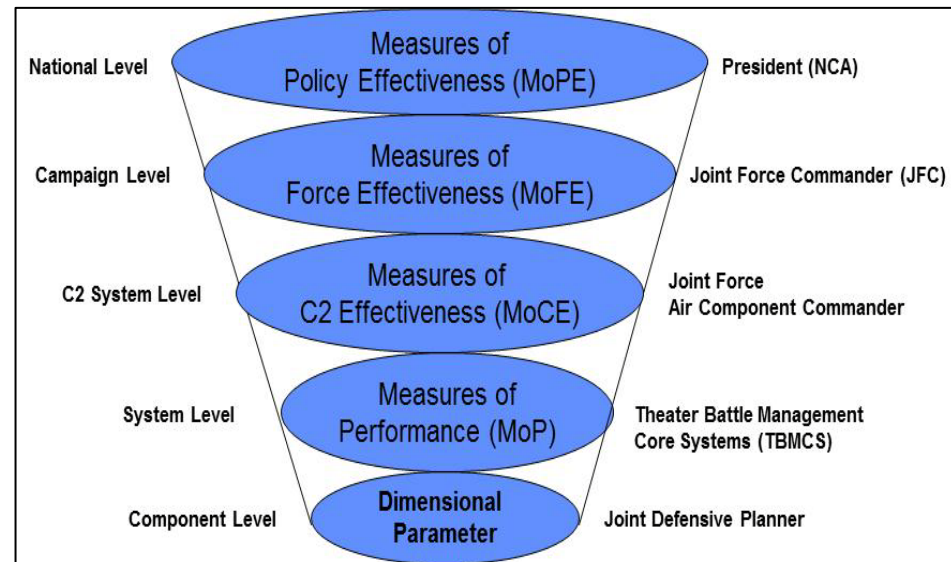 Measures of
National Level
Policy Effectiveness (MoPE)
President (NCA)
Measures of
Campaign Level
Force Effectiveness (MoFE)
Joint Force Commander (JFC)
Measures of
C2 System Level
C2 Effectiveness (MoCE)
Joint Force
Air Component Commander
Measures of
System Level
Performance (MoP)
Theater Battle Management
Core Systems (TBMCS)
Dimensional
Component Level
Parameter
Joint Defensive Planner